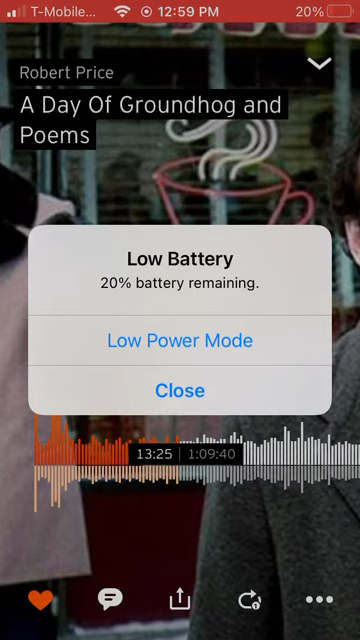 T-Mobile... 12:59 PM 20%
Robert Price
A Day Of Groundhog and
Poems
Low Battery
20% battery remaining.
Low Power Mode
Close
13:25 | 1:09:40
1